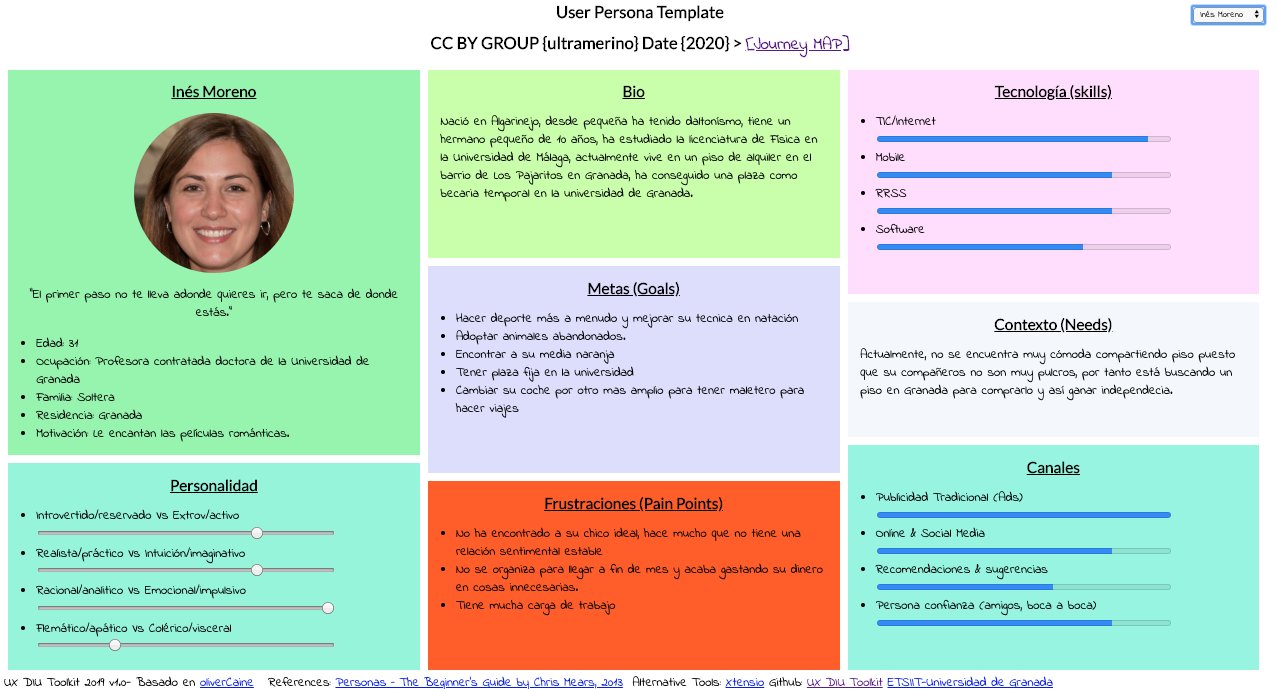 User Persona Template
Inés Moreno
CC BY GROUP {ultramerino} Date {2020} > [Journey MAP]
Inés Moreno
"El primer paso no te lleva adonde quieres ir, pero te saca de donde
estás."
Edad: 31
Ocupación: Profesora contratada doctora de la Universidad de
Granada
Familia: Soltera
Residencia: Granada
Motivación: Le encantan las películas románticas.
Personalidad
Introvertido/reservado Vs Extrov/activo
Realista/práctico Vs Intuición/imaginativo
Racional/analítico Vs Emocional/impulsivo
Flemático/apático Vs Colérico/visceral
Bio
Nació en Algarinejo, desde pequeña ha tenido daltonísmo, tiene un
hermano pequeño de 10 años, ha estudiado la licenciatura de Física en
la Universidad de Málaga, actualmente vive en un piso de alquiler en el
barrio de Los Pajaritos en Granada, ha conseguido una plaza como
becaria temporal en la universidad de Granada.
Metas (Goals)
Hacer deporte más a menudo y mejorar su tecnica en natación
Adoptar animales abandonados.
Encontrar a su media naranja
Tener plaza fija en la universidad
Cambiar su coche por otro mas amplio para tener maletero para
hacer viajes
Frustraciones (Pain Points)
No ha encontrado a su chico ideal, hace mucho que no tiene una
relación sentimental estable
No se organiza para llegar a fin de mes y acaba gastando su dinero
en cosas innecesarias.
Tiene mucha carga de trabajo
Tecnología (skills)
TIC/Internet
Mobile
RRSS
Software
Contexto (Needs)
Actualmente, no se encuentra muy cómoda compartiendo piso puesto
que su compañeros no son muy pulcros, por tanto está buscando un
piso en Granada para comprarlo y así ganar independecia.
Canales
Publicidad Tradicional (Ads)
Online & Social Media
Recomendaciones & sugerencias
Persona confianza (amigos, boca a boca)
UX DIU Toolkit 2019 v1.0- Basado en oliverCaine References: Personas - The Beginner's Guide by Chris Mears, 2013 Alternative Tools: Xtensio Github: UX DIU Toolkit ETSIIT-Universidad de Granada